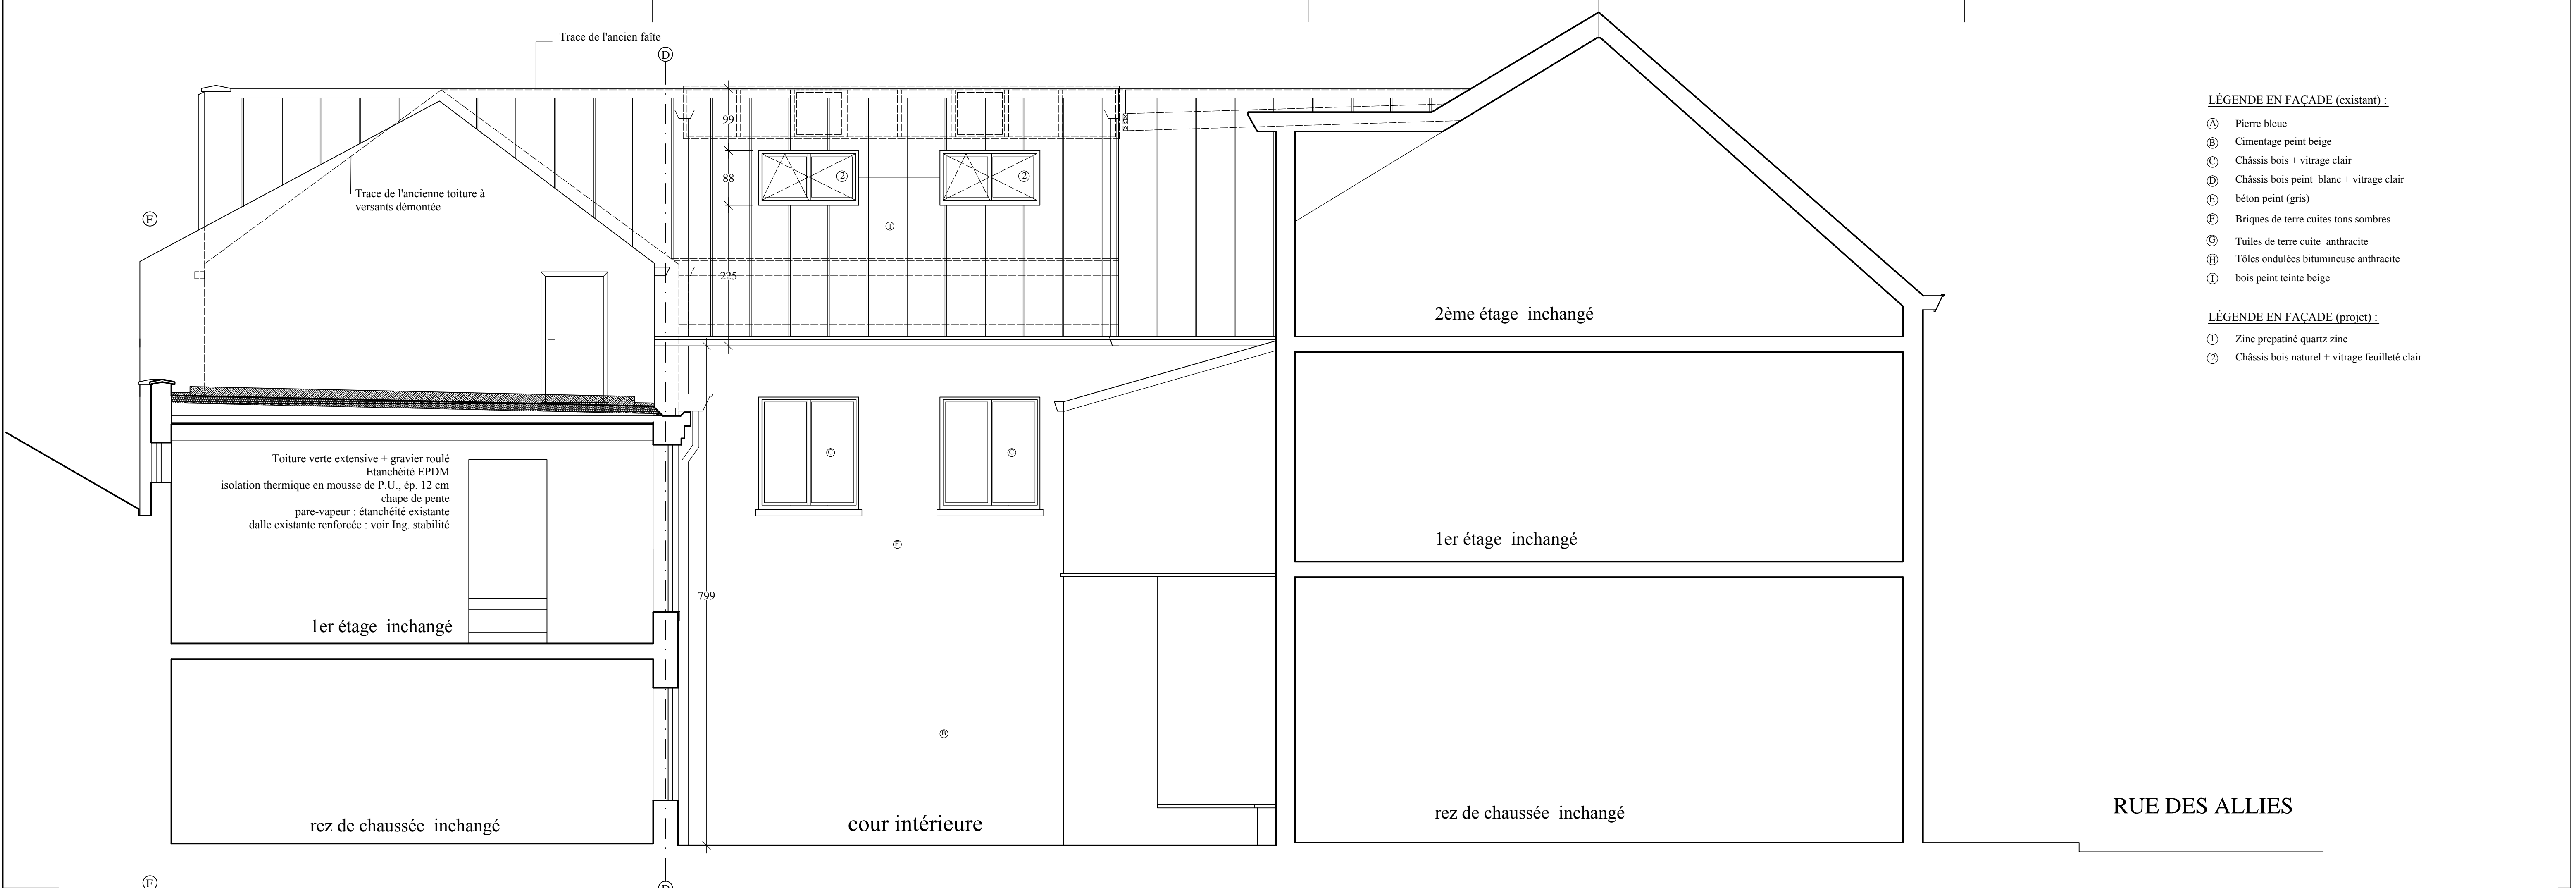 Trace de l'ancien faîte
D
99
88
225
2
2
1
Trace de l'ancienne toiture à
versants démontée
F
Toiture verte extensive + gravier roulé
Etanchéité EPDM
isolation thermique en mousse de P.U., ép. 12 cm
chape de pente
pare-vapeur : étanchéité existante
dalle existante renforcée : voir Ing. stabilité
1er étage inchangé
rez de chaussée inchangé
F
D
C
C
F
799
B
cour intérieure
2ème étage inchangé
1er étage inchangé
rez de chaussée inchangé
LÉGENDE EN FAÇADE (existant) :
A Pierre bleue
B Cimentage peint beige
C Châssis bois + vitrage clair
D Châssis bois peint blanc + vitrage clair
E béton peint (gris)
F Briques de terre cuites tons sombres
G Tuiles de terre cuite anthracite
H Tôles ondulées bitumineuse anthracite
I bois peint teinte beige
LÉGENDE EN FAÇADE (projet) :
1 Zinc prepatiné quartz zinc
2 Châssis bois naturel + vitrage feuilleté clair
RUE DES ALLIES